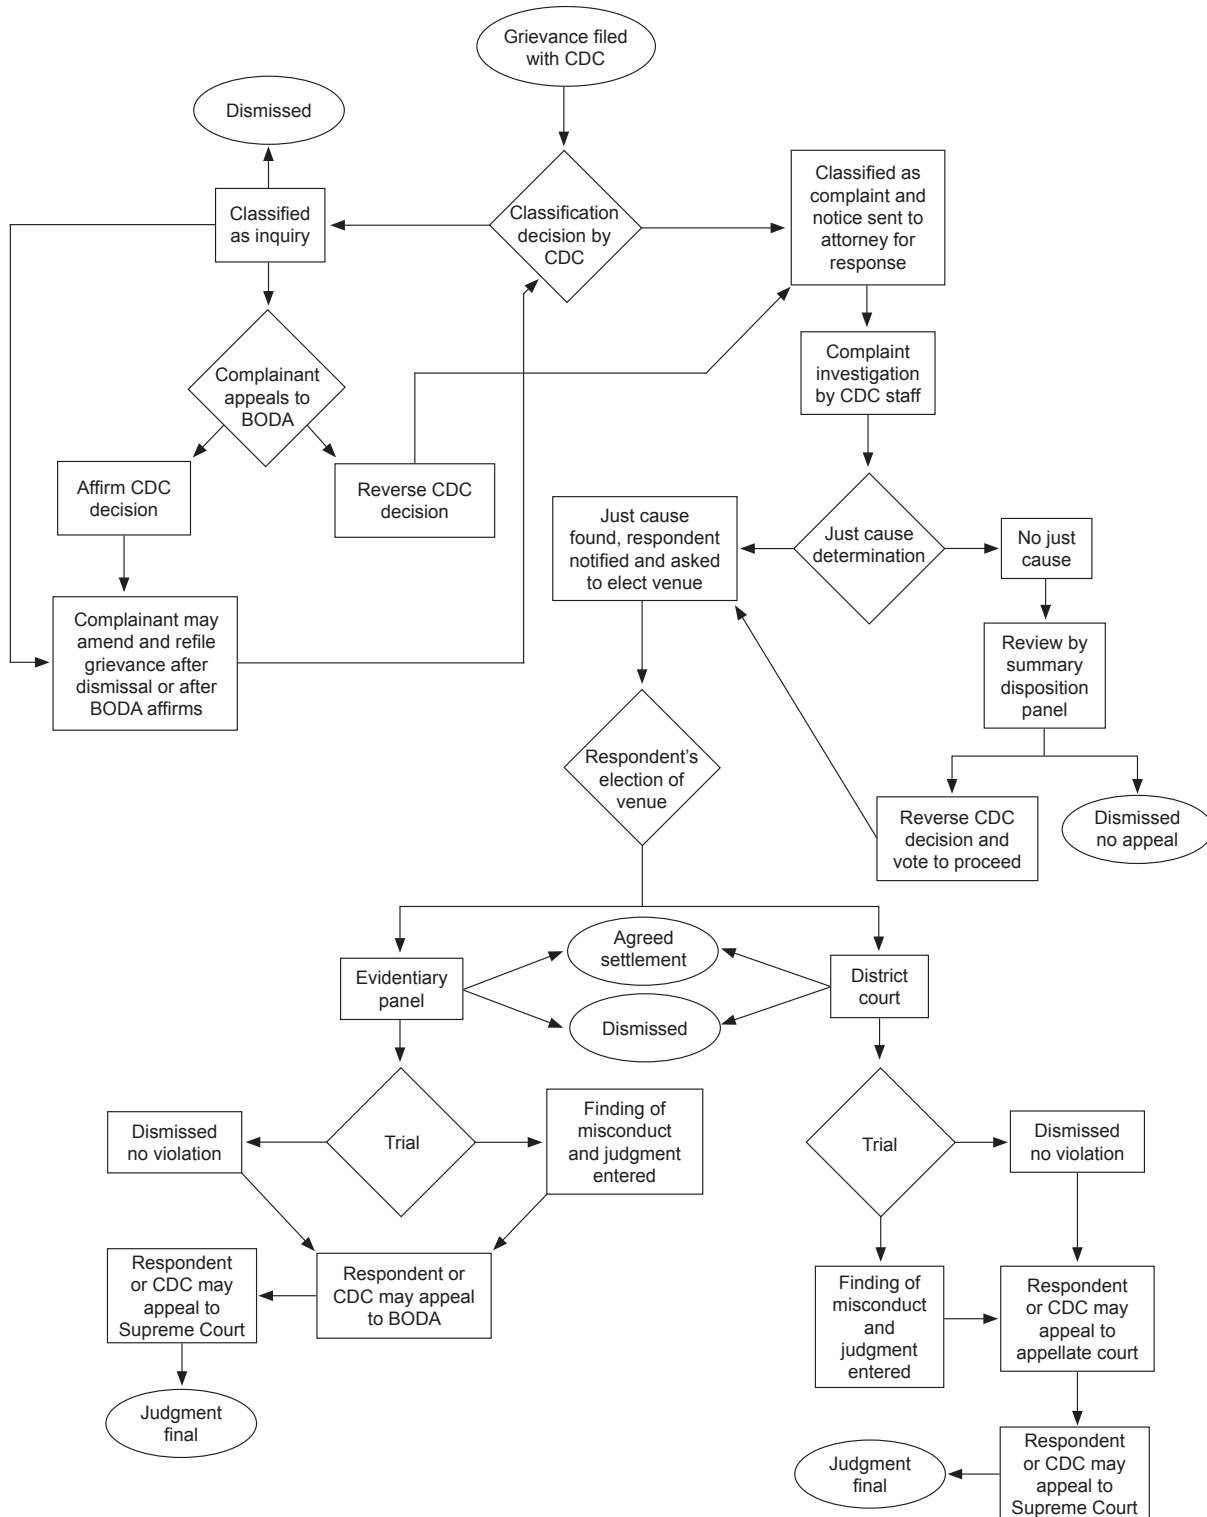 Grievance filed
with CDC
Dismissed
Classification
decision by
CDC
Classified as
complaint and
notice sent to
attorney for
response
Classified
as inquiry
Complainant
appeals to
BODA
Complaint
investigation
by CDC staff
Affirm CDC
decision
Reverse CDC
decision
Just cause
found, respondent
notified and asked
to elect venue
Just cause
determination
No just
cause
Complainant may
amend and refile
grievance after
dismissal or after
BODA affirms
Review by
summary
disposition
panel
Respondent’s
election of
venue
Reverse CDC
decision and
vote to proceed
Dismissed
no appeal
Evidentiary
panel
Agreed
settlement
Dismissed
District
court
Dismissed
no violation
Trial
Finding of
misconduct
and judgment
entered
Trial
Dismissed
no violation
Respondent
or CDC may
appeal to
Supreme Court
Respondent or
CDC may appeal
to BODA
Finding of
misconduct
and
judgment
entered
Respondent
or CDC may
appeal to
appellate court
Judgment
final
Judgment
final
Respondent
or CDC may
appeal to
Supreme Court